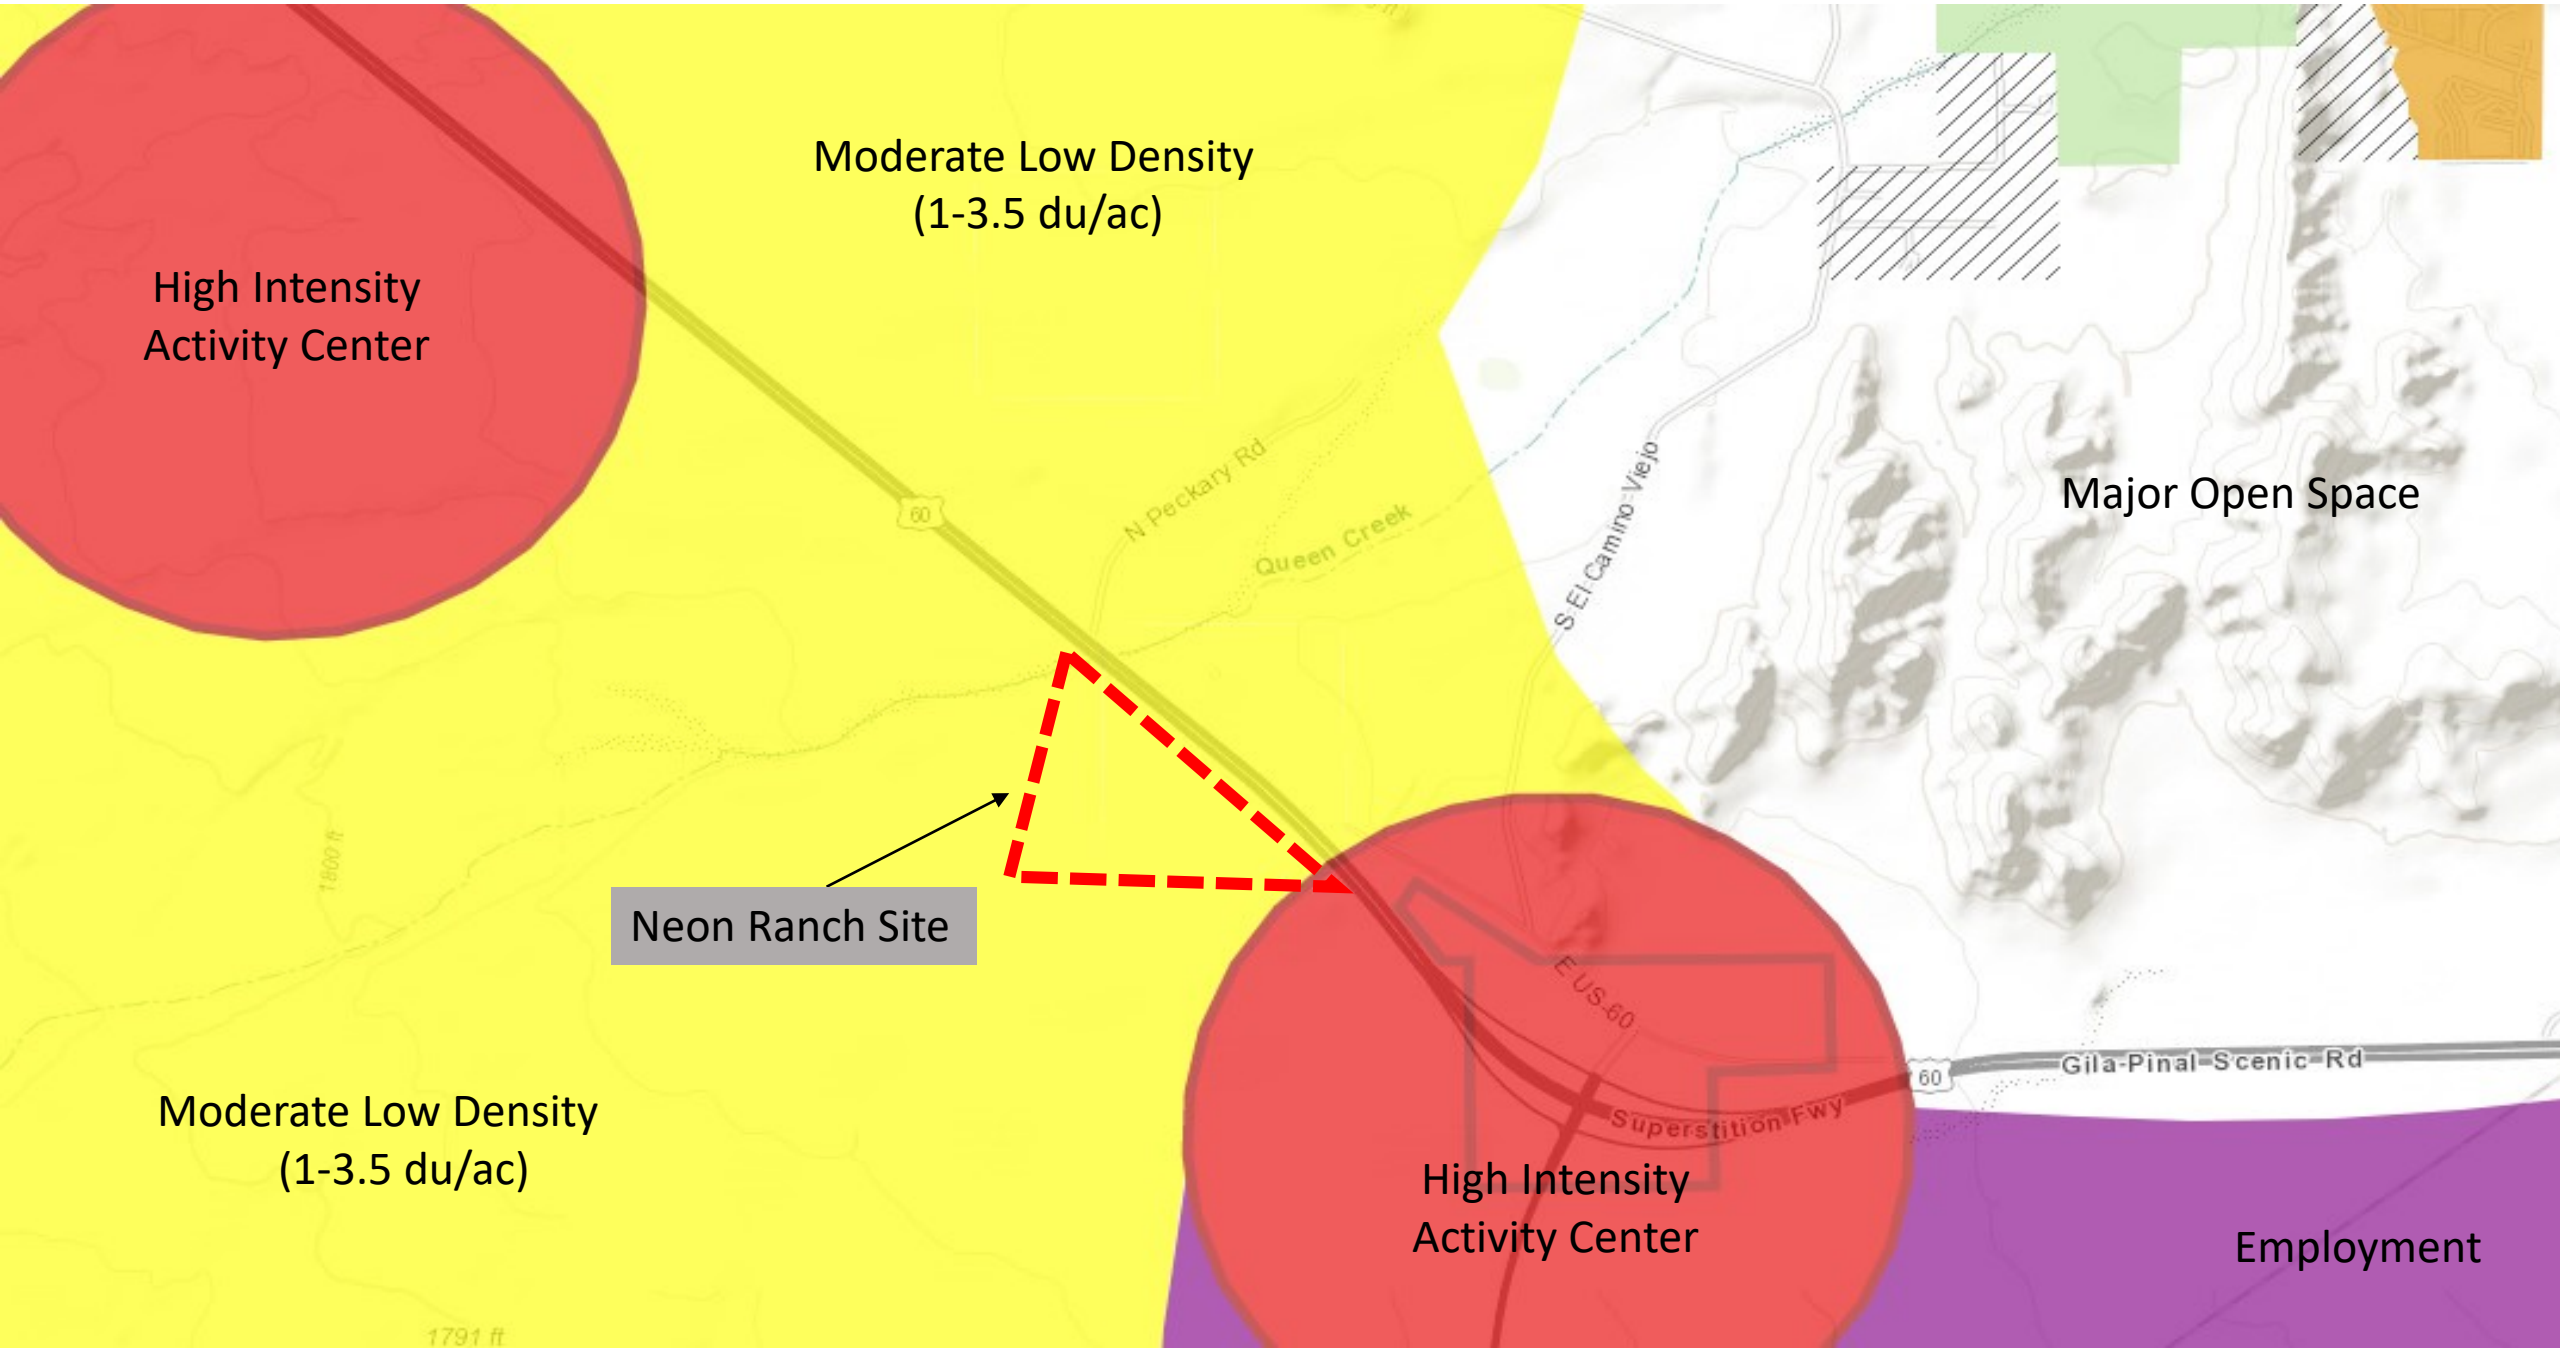 Moderate Low Density
(1-3.5 du/ac)
High Intensity
Activity Center
60
N Peckary Rd
Queen Creek
S El Camino Viejo
Major Open Space
1800 ft
Neon Ranch Site
E US-60
60
Gila-Pinal Scenic Rd
Superstition Fwy
Moderate Low Density
(1-3.5 du/ac)
High Intensity
Activity Center
Employment
1791 ft